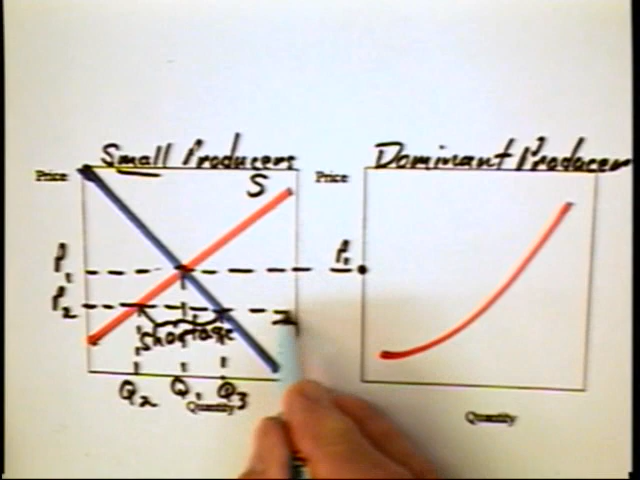 Small Producers
Dominant Producer
Price
S
Price
P1
P1
P2
Shortage
Q2 Q1 Q3
Quantity
Quantity